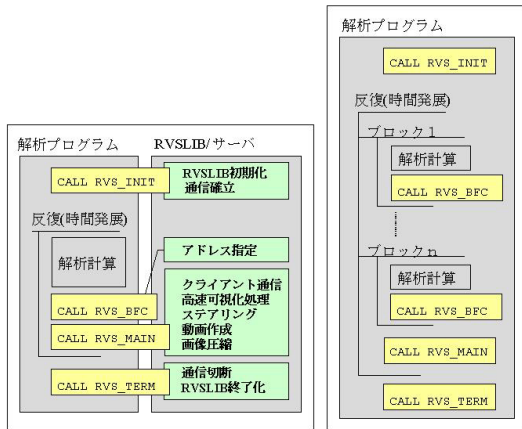 解析プログラム
RVSLIB/サーバ
CALL RVS_INIT
RVSLIB初期化
通信確立
反復(時間発展)
解析計算
アドレス指定
CALL RVS_BFC
CALL RVS_MAIN
クライアント通信
高速可視化処理
ステアリング
動画作成
画像圧縮
CALL RVS_TERM
通信切断
RVSLIB終了化
解析プログラム
CALL RVS_INIT
反復(時間発展)
ブロック1
解析計算
CALL RVS_BFC
ブロックn
解析計算
CALL RVS_BFC
CALL RVS_MAIN
CALL RVS_TERM